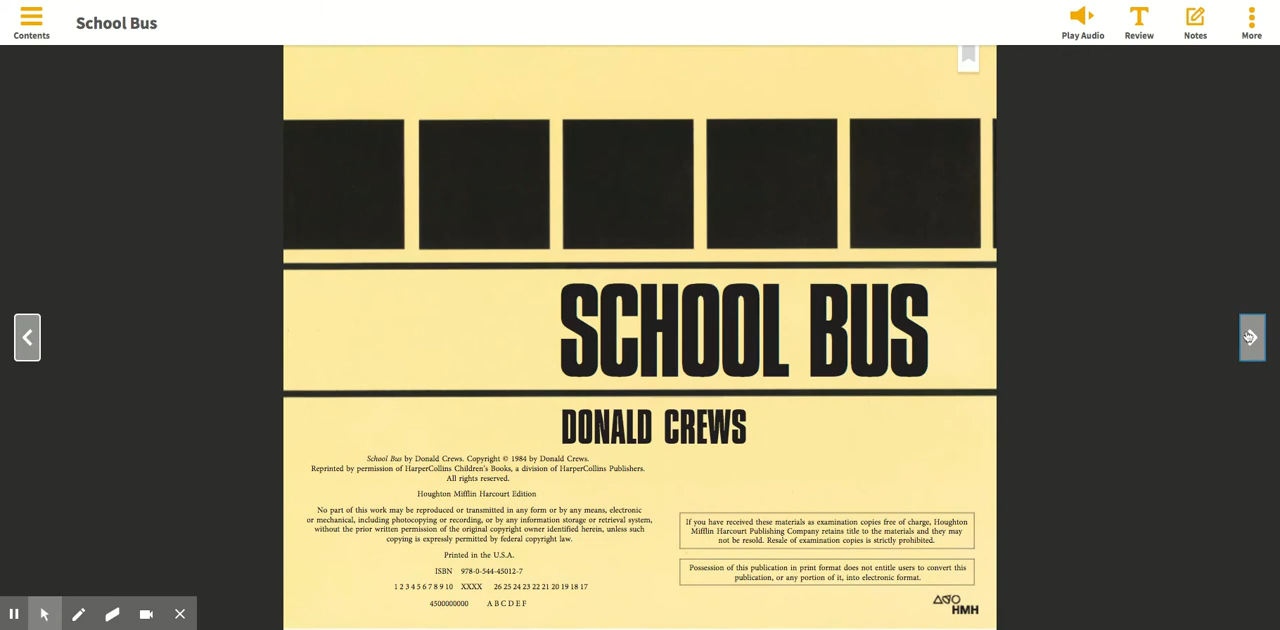 School Bus
Contents
Play Audio
Review
Notes
More
SCHOOL BUS
DONALD CREWS
School Bus by Donald Crews. Copyright © 1984 by Donald Crews.
Reprinted by permission of HarperCollins Children's Books, a division of HarperCollins Publishers.
All rights reserved.
Houghton Mifflin Harcourt Edition
No part of this work may be reproduced or transmitted in any form or by any means, electronic
or mechanical, including photocopying or recording, or by any information storage or retrieval system,
without the prior written permission of the original copyright owner identified herein, unless such
copying is expressly permitted by federal copyright law.
Printed in the U.S.A.
ISBN 978-0-544-45012-7
1 2 3 4 5 6 7 8 9 10 XXXX 26 25 24 23 22 21 20 19 18 17
4500000000 A B C D E F
If you have received these materials as examination copies free of charge, Houghton
Mifflin Harcourt Publishing Company retains title to the materials and they may
not be resold. Resale of examination copies is strictly prohibited.
Possession of this publication in print format does not entitle users to convert this
publication, or any portion of it, into electronic format.
HMH